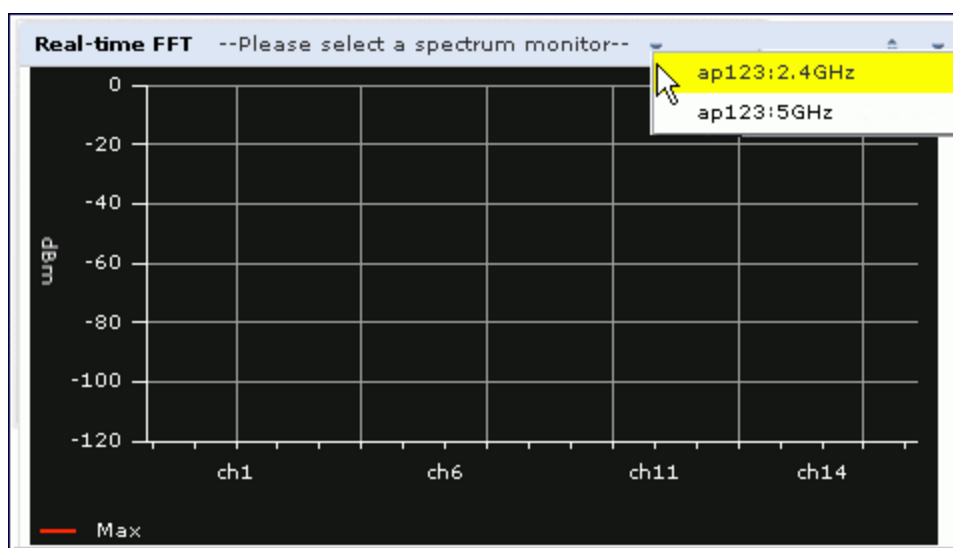 Real-time FFT --Please select a spectrum monitor--
ap123:2.4GHz
ap123:5GHz
0
-20
-40
-60
-80
-100
-120
dBm
ch1 ch6 ch11 ch14
Max